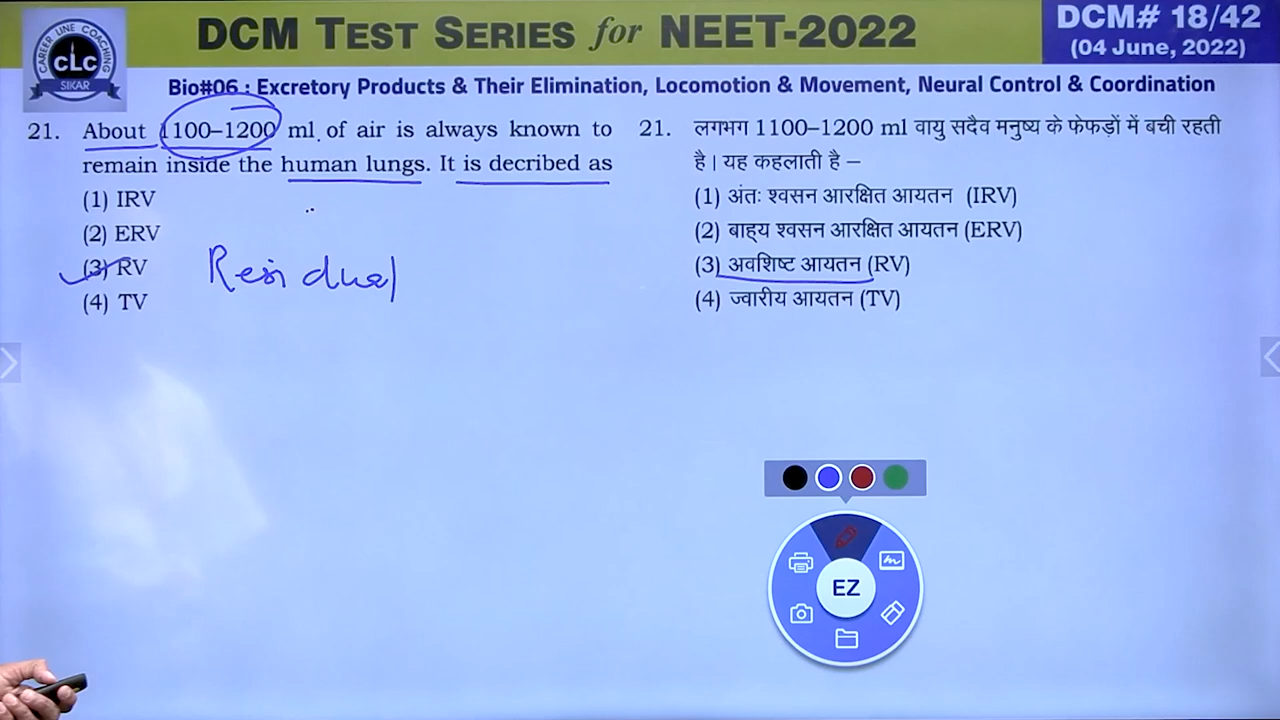 CAREER LINE COACHING
CLC
SIKAR
DCM TEST SERIES for NEET-2022
DCM# 18/42
(04 June, 2022)
Bio#06 : Excretory Products & Their Elimination, Locomotion & Movement, Neural Control & Coordination
21. About 1100–1200 ml of air is always known to
remain inside the human lungs. It is decribed as
(1) IRV
(2) ERV
(3) RV
(4) TV
Residual
21. लगभग 1100–1200 ml वायु सदैव मनुष्य के फेफड़ों में बची रहती
है। यह कहलाती है –
(1) अंतः श्वसन आरक्षित आयतन (IRV)
(2) बाह्य श्वसन आरक्षित आयतन (ERV)
(3) अवशिष्ट आयतन (RV)
(4) ज्वारीय आयतन (TV)
EZ